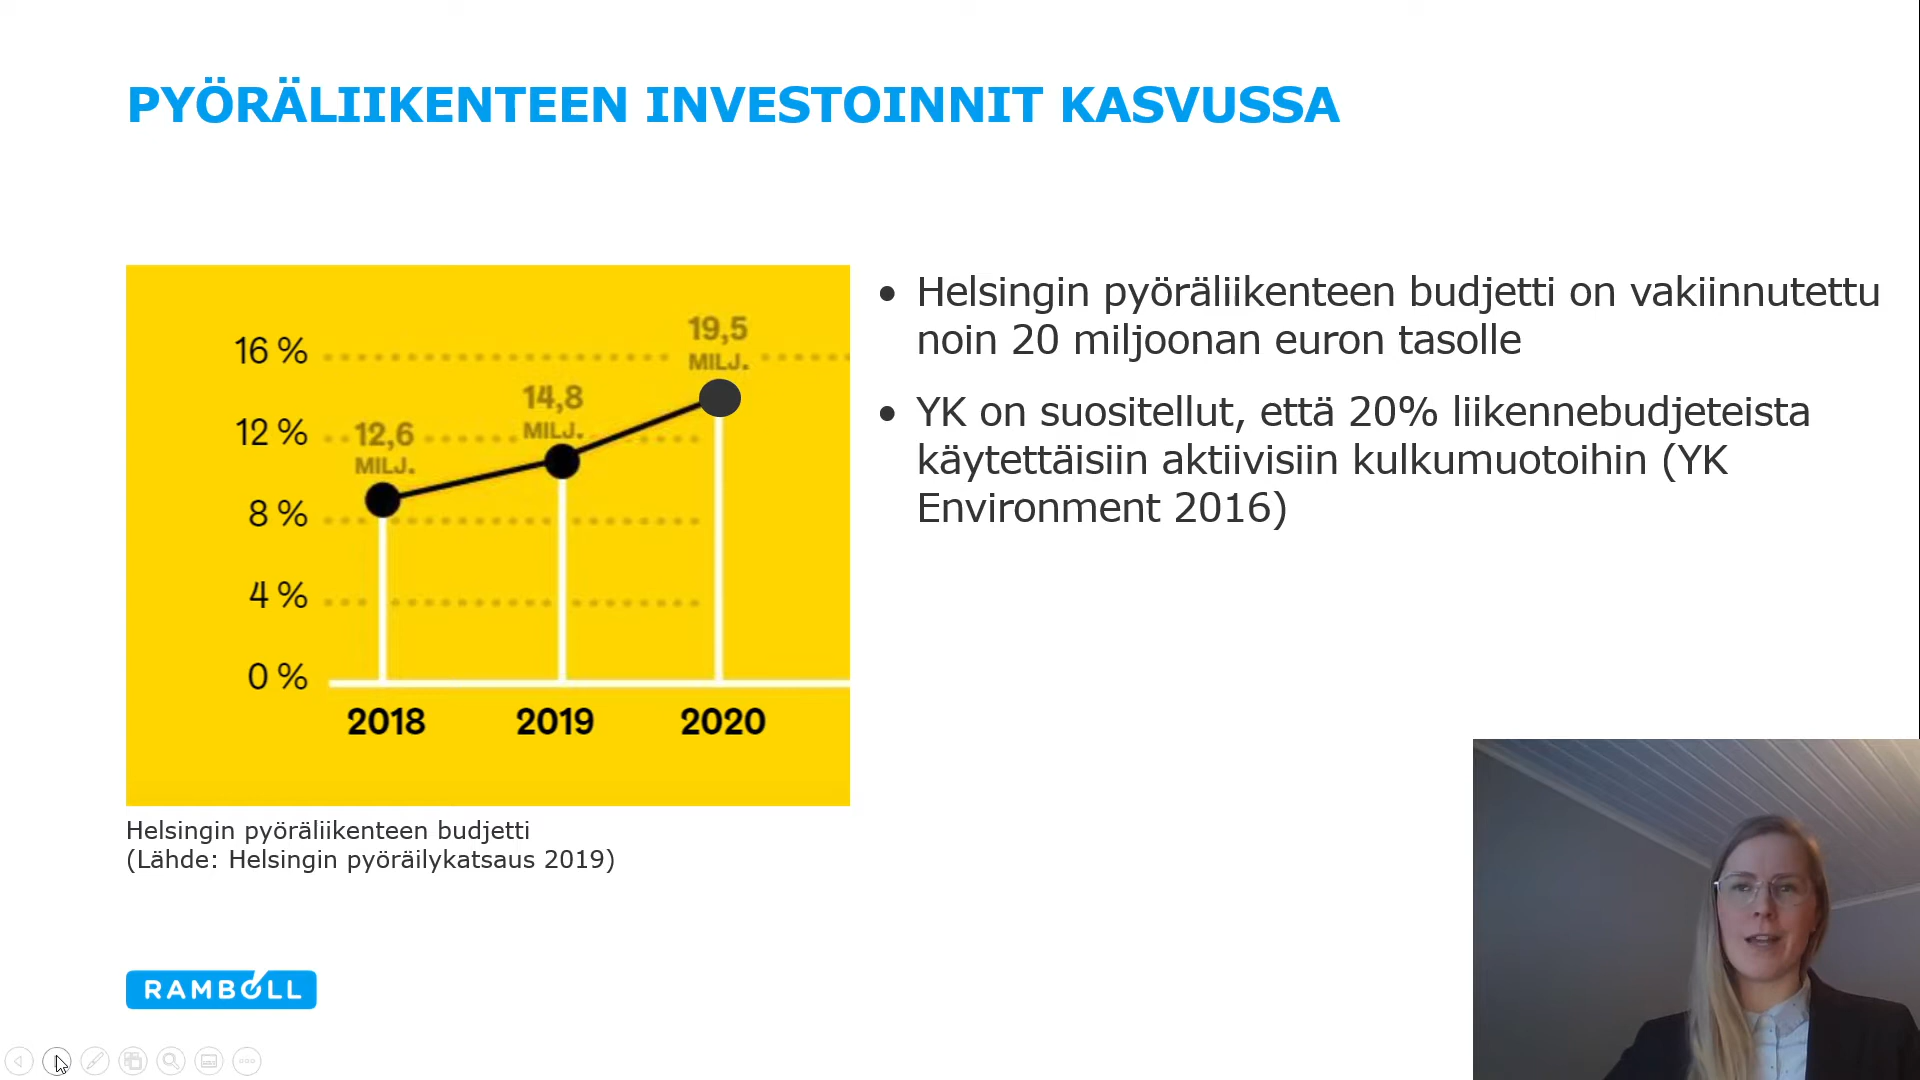 PYÖRÄLIIKENTEEN INVESTOINNIT KASVUSSA
16 %
12 %
8 %
4 %
0 %
12,6
MILJ.
14,8
MILJ.
19,5
MILJ.
2018
2019
2020
Helsingin pyöräliikenteen budjetti
(Lähde: Helsingin pyöräilykatsaus 2019)
• Helsingin pyöräliikenteen budjetti on vakiinnutettu
noin 20 miljoonan euron tasolle
• YK on suositellut, että 20% liikennebudjeteista
käytettäisiin aktiivisiin kulkumuotoihin (YK
Environment 2016)
RAMBOLL